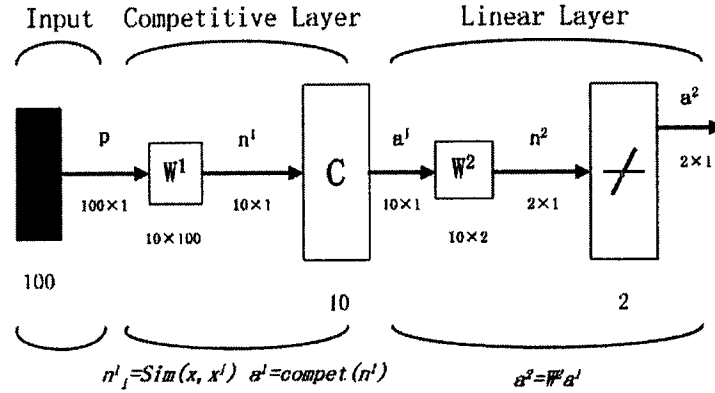 Input Competitive Layer Linear Layer
p
W¹
n¹
C
a¹
W²
n²
a²
100×1
10×100
10×1
10×1
10×2
2×1
2×1
100
10
2
n¹ᵢ=Sim(x, xⁱ) a¹=compet(n¹)
a²=W²a¹